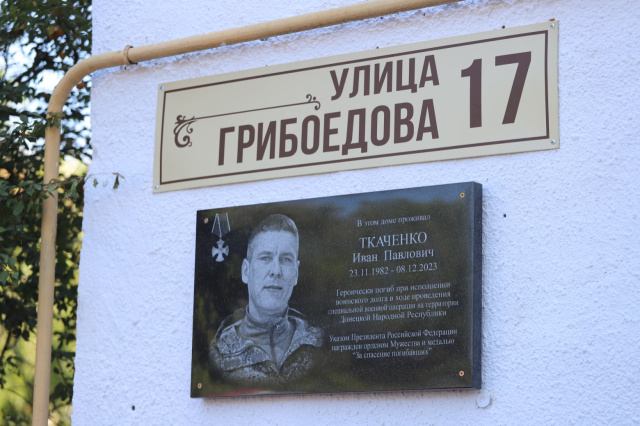 УЛИЦА
ГРИБОЕДОВА
17
В этом доме проживал
ТКАЧЕНКО
Иван Павлович
23.11.1982 - 08.12.2023
Героически погиб при исполнении
воинского долга в ходе проведения
специальной военной операции на территории
Донецкой Народной Республики
Указом Президента Российской Федерации
награжден орденом Мужества и медалью
"За спасение погибавших"